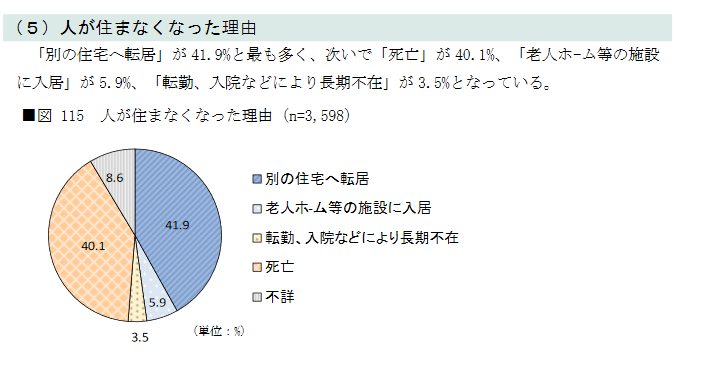 （５）人が住まなくなった理由
「別の住宅へ転居」が 41.9%と最も多く、次いで「死亡」が 40.1%、「老人ホーム等の施設
に入居」が 5.9%、「転勤、入院などにより長期不在」が 3.5%となっている。
■図 115　人が住まなくなった理由（n=3,598）
8.6
41.9
40.1
5.9
3.5
別の住宅へ転居
老人ホーム等の施設に入居
転勤、入院などにより長期不在
死亡
不詳
（単位：%）